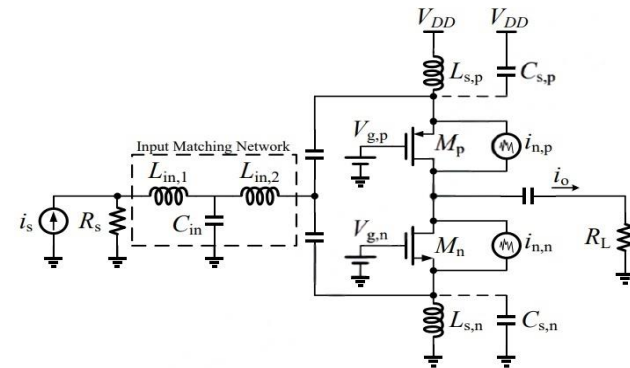 V_DD V_DD
L_s,p C_s,p
V_g,p M_p i_n,p
Input Matching Network
L_in,1 L_in,2
i_o
i_s R_s C_in
V_g,n M_n i_n,n R_L
L_s,n C_s,n